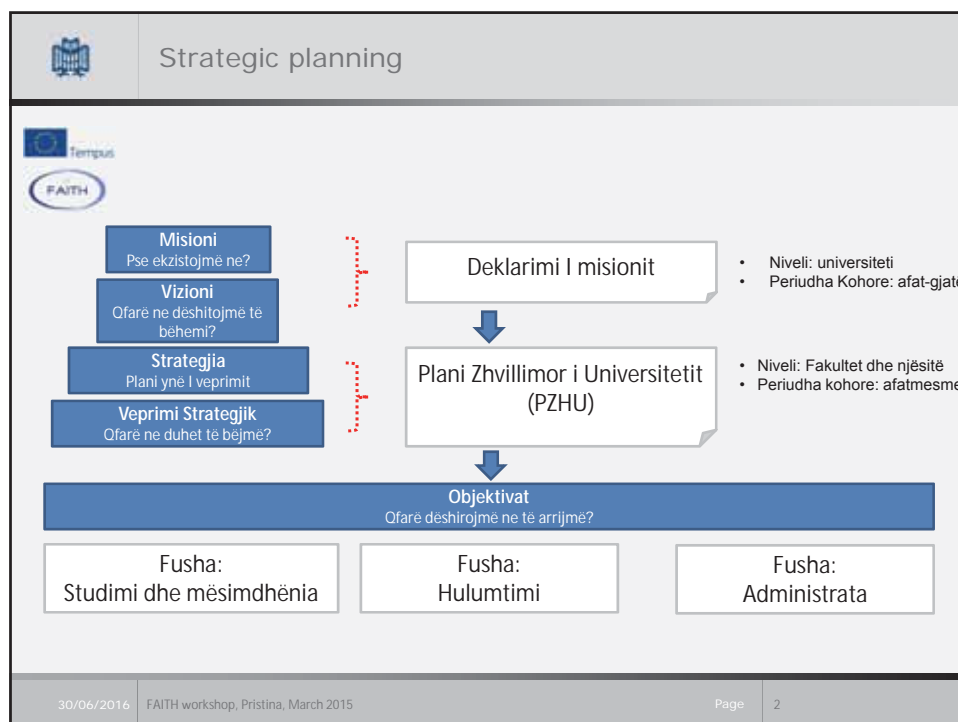 Strategic planning
Tempus
FAITH
Misioni
Pse ekzistojmë ne?
Vizioni
Qfarë ne dëshitojmë të
bëhemi?
Strategjia
Plani ynë I veprimit
Veprimi Strategjik
Qfarë ne duhet të bëjmë?
Deklarimi I misionit
• Niveli: universiteti
• Periudha Kohore: afat-gjatë
Plani Zhvillimor i Universitetit
(PZHU)
• Niveli: Fakultet dhe njësitë
• Periudha kohore: afatmesme
Objektivat
Qfarë dëshirojmë ne të arrijmë?
Fusha:
Studimi dhe mësimdhënia
Fusha:
Hulumtimi
Fusha:
Administrata
30/06/2016 FAITH workshop, Pristina, March 2015 Page 2